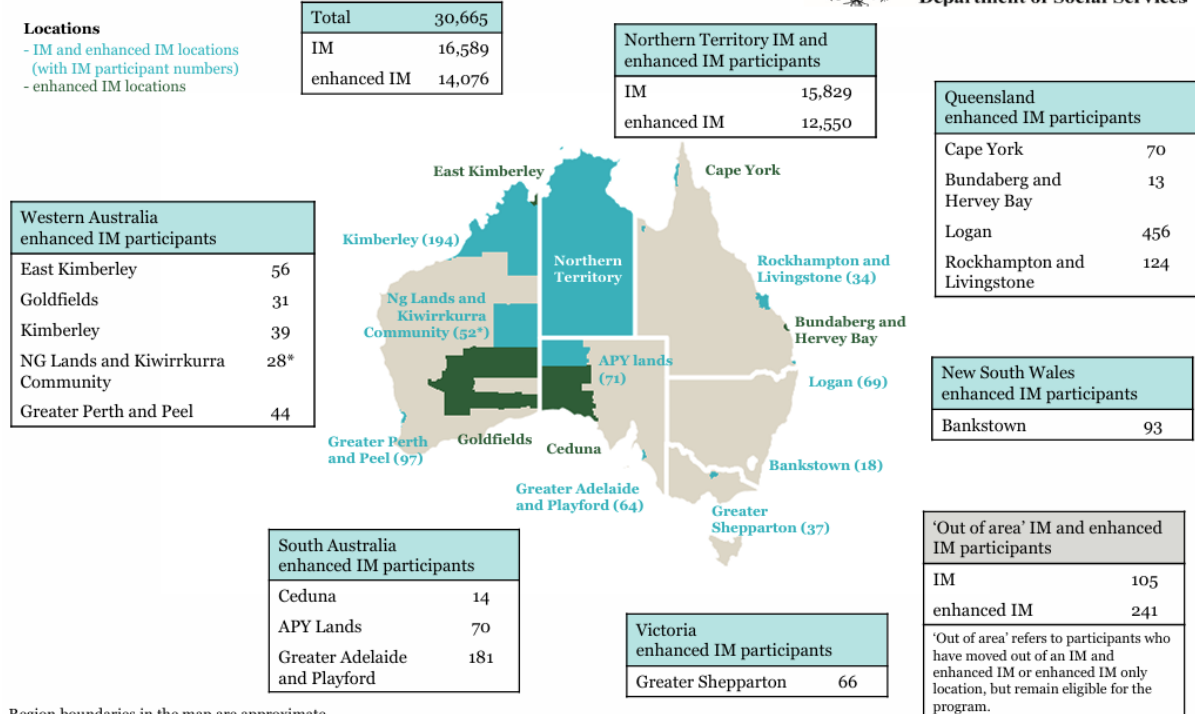 Department of Social Services
Locations
- IM and enhanced IM locations
(with IM participant numbers)
- enhanced IM locations
Total 30,665
IM 16,589
enhanced IM 14,076
Northern Territory IM and
enhanced IM participants
IM 15,829
enhanced IM 12,550
Queensland
enhanced IM participants
Cape York 70
Bundaberg and
Hervey Bay 13
Logan 456
Rockhampton and
Livingstone 124
Western Australia
enhanced IM participants
East Kimberley 56
Goldfields 31
Kimberley 39
NG Lands and Kiwirrkurra
Community 28*
Greater Perth and Peel 44
East Kimberley
Cape York
Kimberley (194)
Northern
Territory
Rockhampton and
Livingstone (34)
Ng Lands and
Kiwirrkurra
Community (52*)
Bundaberg and
Hervey Bay
APY lands
(71)
Logan (69)
Greater Perth
and Peel (97)
Goldfields
Ceduna
Bankstown (18)
Greater Adelaide
and Playford (64)
Greater
Shepparton (37)
New South Wales
enhanced IM participants
Bankstown 93
South Australia
enhanced IM participants
Ceduna 14
APY Lands 70
Greater Adelaide
and Playford 181
Victoria
enhanced IM participants
Greater Shepparton 66
'Out of area' IM and enhanced
IM participants
IM 105
enhanced IM 241
'Out of area' refers to participants who
have moved out of an IM and
enhanced IM or enhanced IM only
location, but remain eligible for the
program.
Region boundaries in the map are approximate